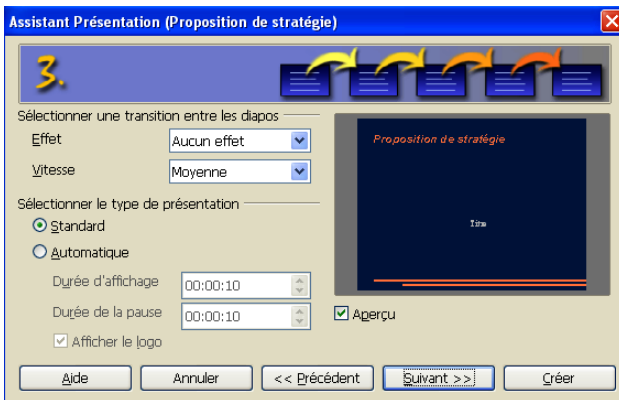 Assistant Présentation (Proposition de stratégie)
3.
Sélectionner une transition entre les diapos
Effet
Aucun effet
Vitesse
Moyenne
Sélectionner le type de présentation
Standard
Automatique
Durée d'affichage
00:00:10
Durée de la pause
00:00:10
Afficher le logo
Proposition de stratégie
Titre
Aperçu
Aide
Annuler
<< Précédent
Suivant >>
Créer